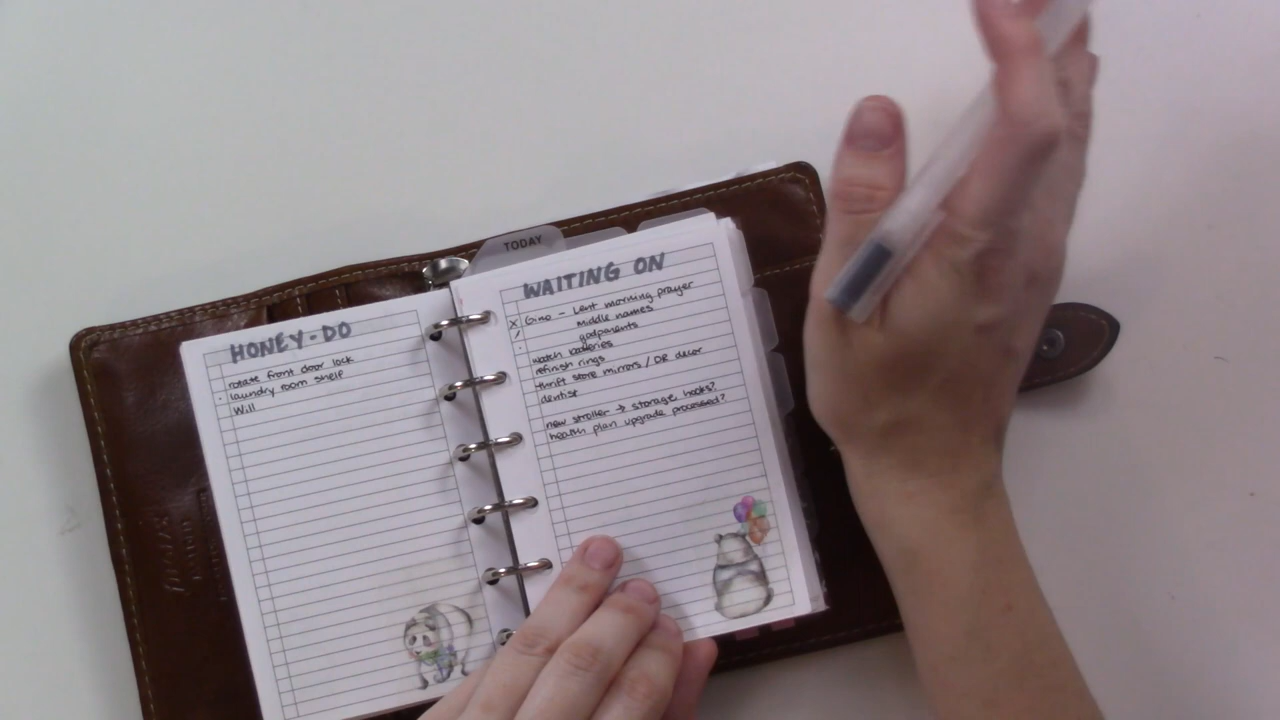 TODAY
HONEY-DO
rotate front door lock
· laundry room shelf
Will
WAITING ON
X Gino - Lent morning prayer
/ Middle names
· godparents
watch batteries
refinish rings
thrift store mirrors / DR decor
dentist
new stroller → storage hooks?
health plan upgrade processed?